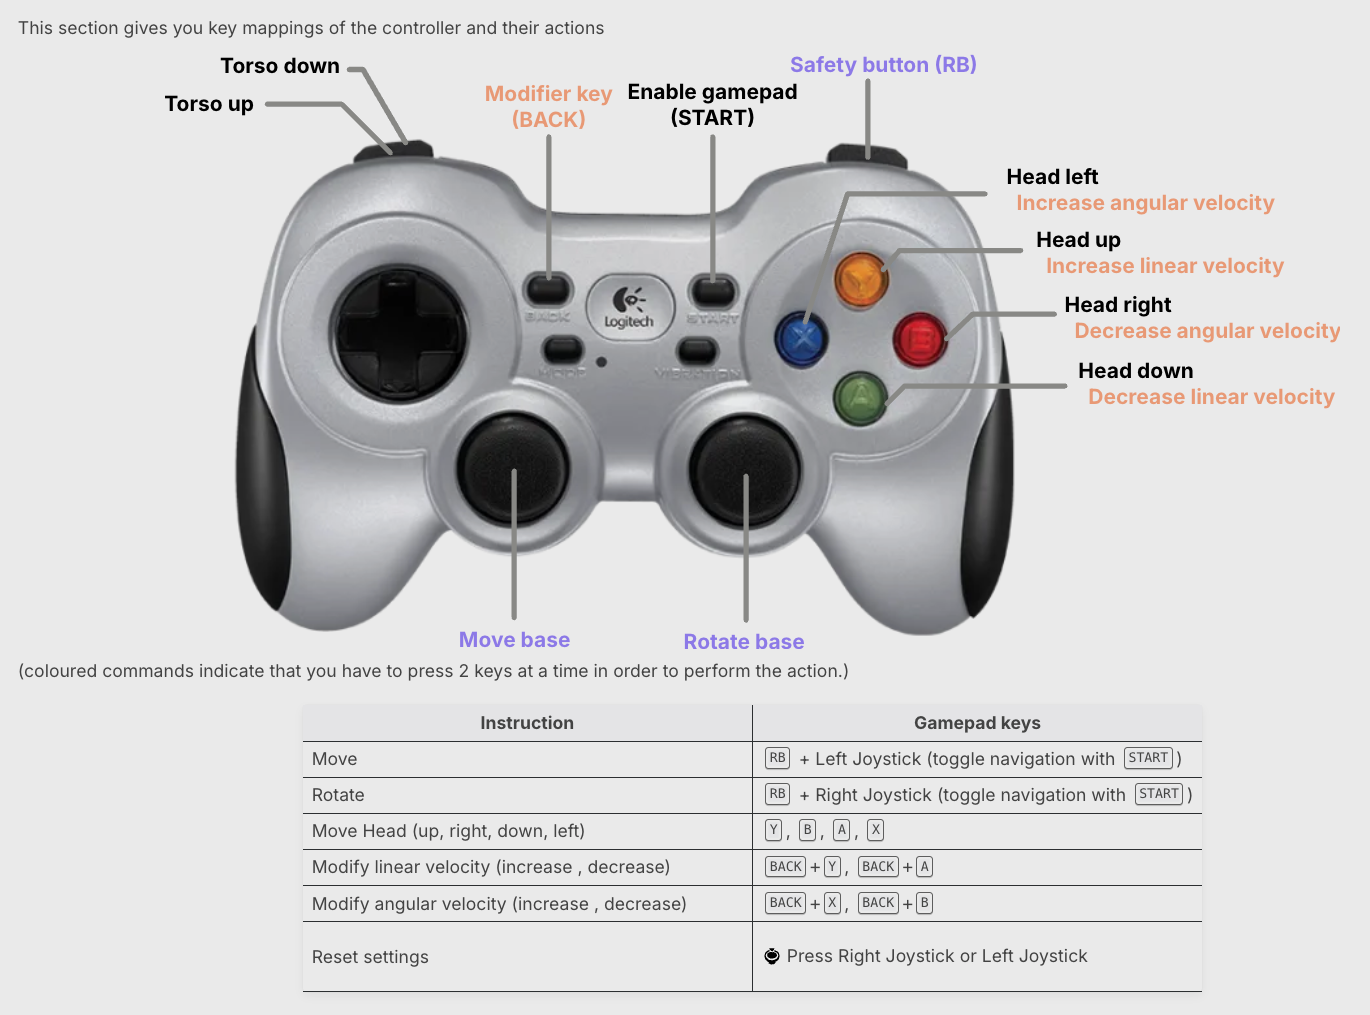 This section gives you key mappings of the controller and their actions
Torso down
Torso up
Modifier key
(BACK)
Enable gamepad
(START)
Safety button (RB)
Head left
Increase angular velocity
Head up
Increase linear velocity
Head right
Decrease angular velocity
Head down
Decrease linear velocity
BACK
Logitech
START
MODE
VIBRATION
Y
X
B
A
Move base
Rotate base
(coloured commands indicate that you have to press 2 keys at a time in order to perform the action.)
Instruction Gamepad keys
Move RB + Left Joystick (toggle navigation with START )
Rotate RB + Right Joystick (toggle navigation with START )
Move Head (up, right, down, left) Y , B , A , X
Modify linear velocity (increase , decrease) BACK + Y , BACK + A
Modify angular velocity (increase , decrease) BACK + X , BACK + B
Reset settings Press Right Joystick or Left Joystick